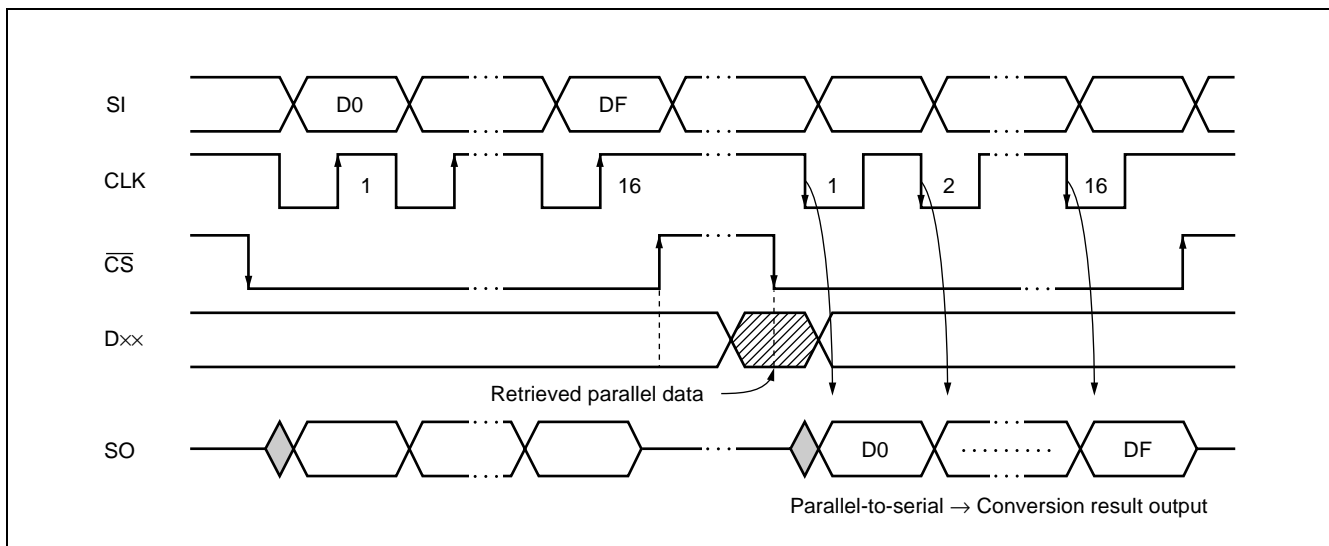 SI D0 · · · · DF · · · ·
CLK 1 · · · · 16 · · · · 1 2 · · · · 16
C̅S̅ · · · · · · · · · · · ·
D××
Retrieved parallel data
SO · · · · · · · · D0 · · · · · · · · · DF
Parallel-to-serial → Conversion result output